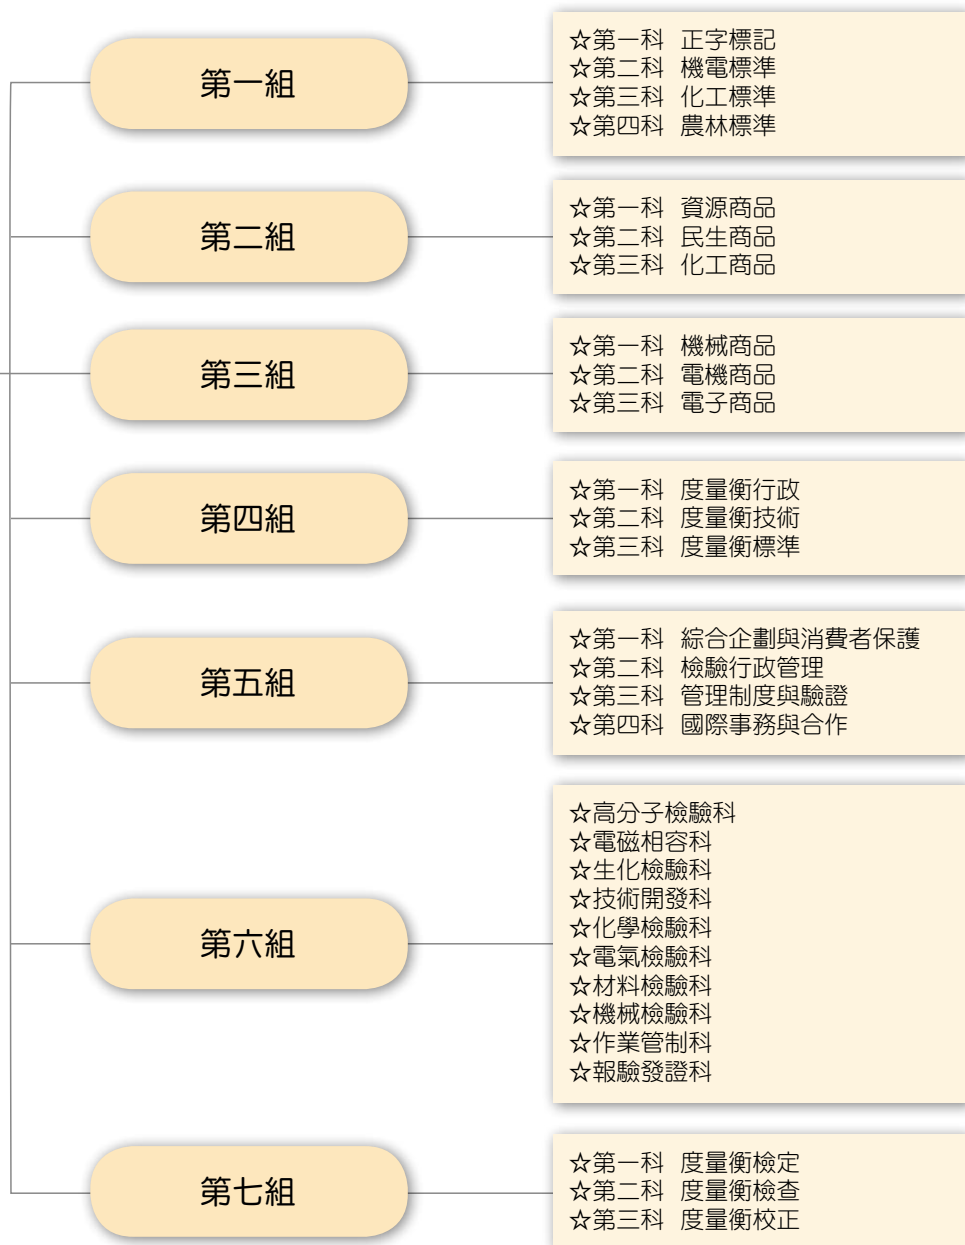 第一組
☆第一科 正字標記
☆第二科 機電標準
☆第三科 化工標準
☆第四科 農林標準
第二組
☆第一科 資源商品
☆第二科 民生商品
☆第三科 化工商品
第三組
☆第一科 機械商品
☆第二科 電機商品
☆第三科 電子商品
第四組
☆第一科 度量衡行政
☆第二科 度量衡技術
☆第三科 度量衡標準
第五組
☆第一科 綜合企劃與消費者保護
☆第二科 檢驗行政管理
☆第三科 管理制度與驗證
☆第四科 國際事務與合作
第六組
☆高分子檢驗科
☆電磁相容科
☆生化檢驗科
☆技術開發科
☆化學檢驗科
☆電氣檢驗科
☆材料檢驗科
☆機械檢驗科
☆作業管制科
☆報驗發證科
第七組
☆第一科 度量衡檢定
☆第二科 度量衡檢查
☆第三科 度量衡校正